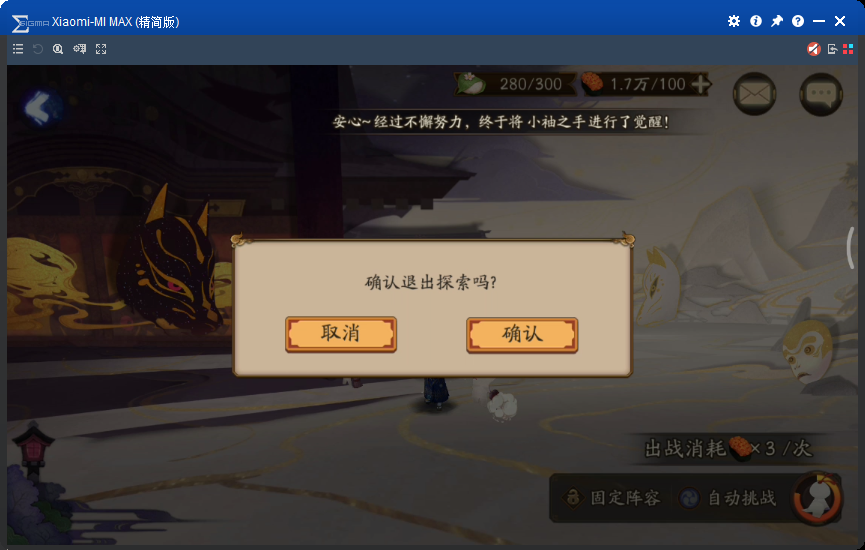 SIGMA Xiaomi-MI MAX (精简版)
280/300 1.7万/100
安心~经过不懈努力，终于将 小袖之手进行了觉醒！
确认退出探索吗?
取消 确认
出战消耗 ×3 /次
固定阵容 自动挑战